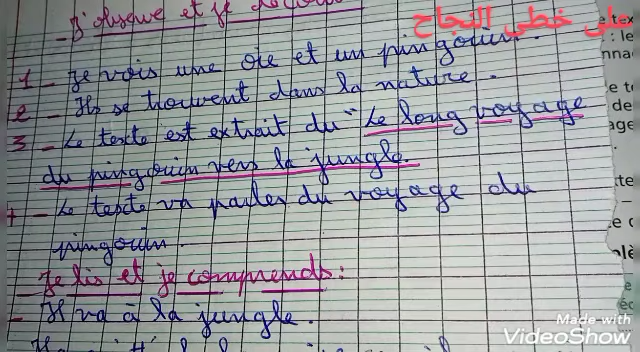 على خطى النجاح
- J'observe et je découvre
1 - Je vois une oie et un pingouin.
2 - Ils se trouvent dans la nature.
3 - Le texte est extrait du "Le long voyage
du pingouin vers la jungle.
- Le texte va parler du voyage du
pingouin.
- Je lis et je comprends:
- Il va à la jungle.
Made with
VideoShow